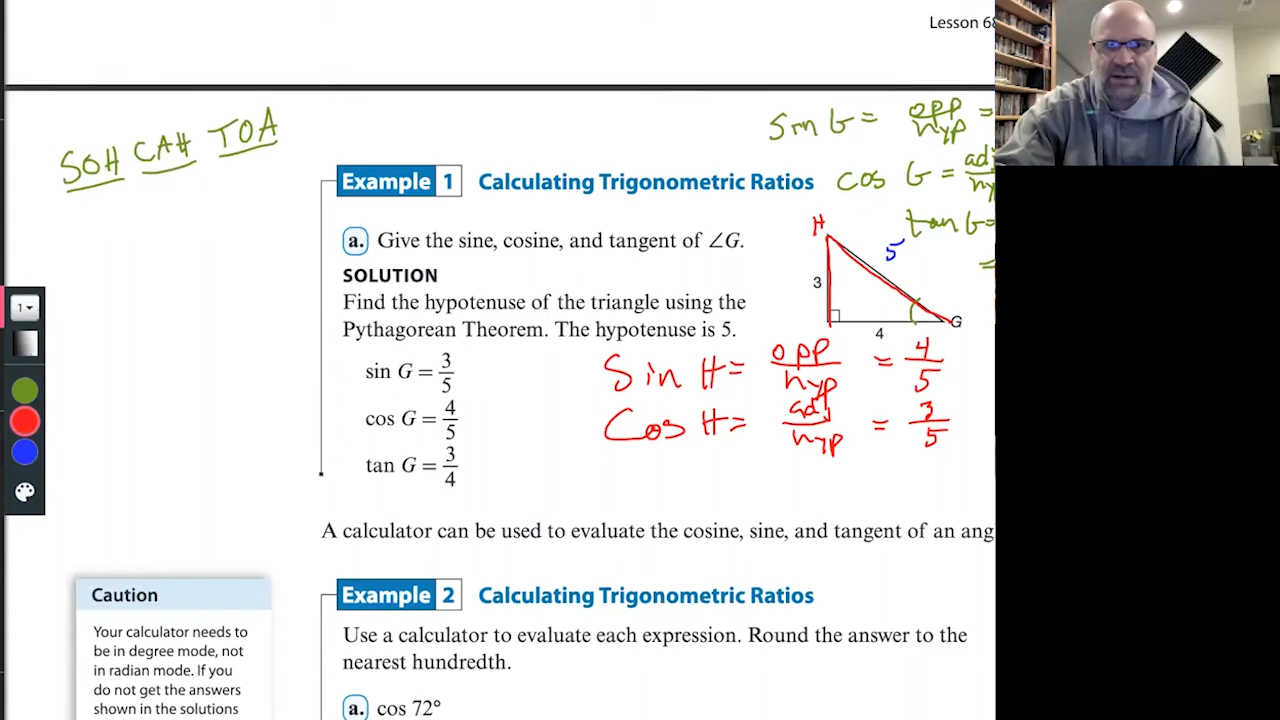 Lesson 68
SOH CAH TOA
sin G = opp/hyp =
cos G = adj/hyp
tan G =
=
Example 1 Calculating Trigonometric Ratios
a. Give the sine, cosine, and tangent of ∠G.
SOLUTION
Find the hypotenuse of the triangle using the
Pythagorean Theorem. The hypotenuse is 5.
sin G = 3/5
cos G = 4/5
tan G = 3/4
H
5
3
4
G
Sin H = opp/hyp = 4/5
Cos H = adj/hyp = 3/5
A calculator can be used to evaluate the cosine, sine, and tangent of an ang
Example 2 Calculating Trigonometric Ratios
Use a calculator to evaluate each expression. Round the answer to the
nearest hundredth.
a. cos 72°
Caution
Your calculator needs to
be in degree mode, not
in radian mode. If you
do not get the answers
shown in the solutions
1